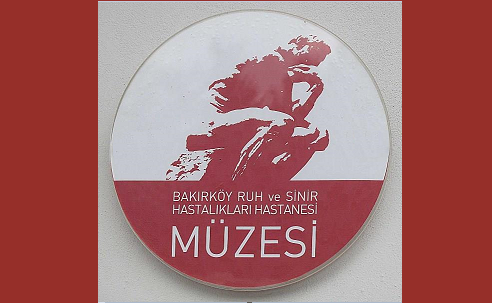 BAKIRKÖY RUH ve SİNİR
HASTALIKLARI HASTANESİ
MÜZESİ